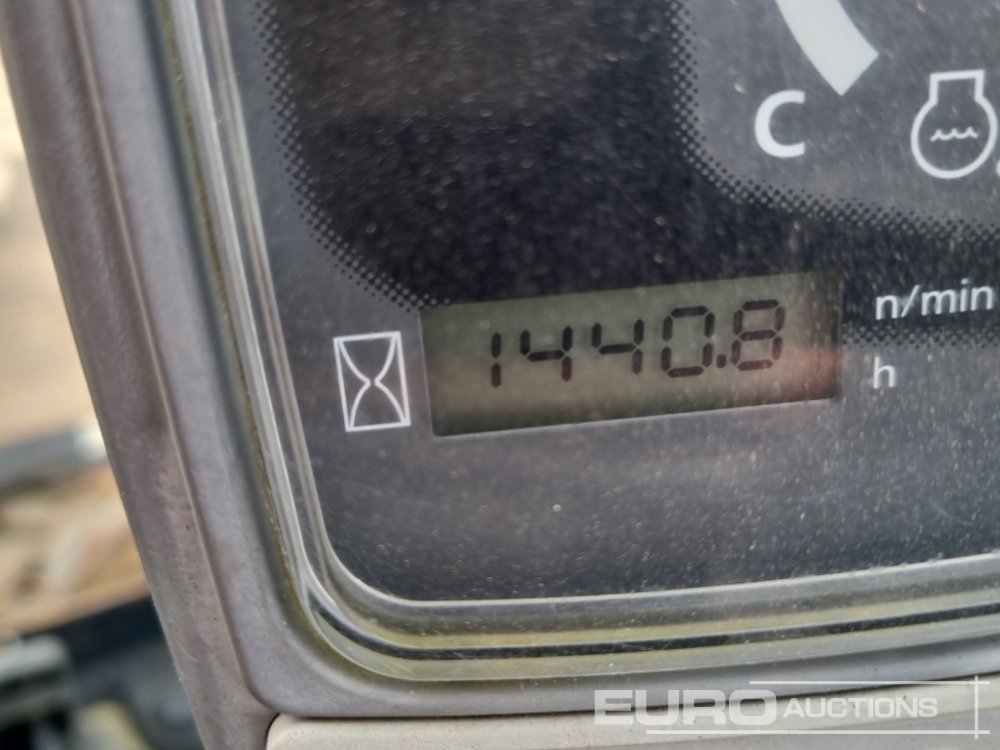 C
n/min
1440.8
h
EURO AUCTIONS